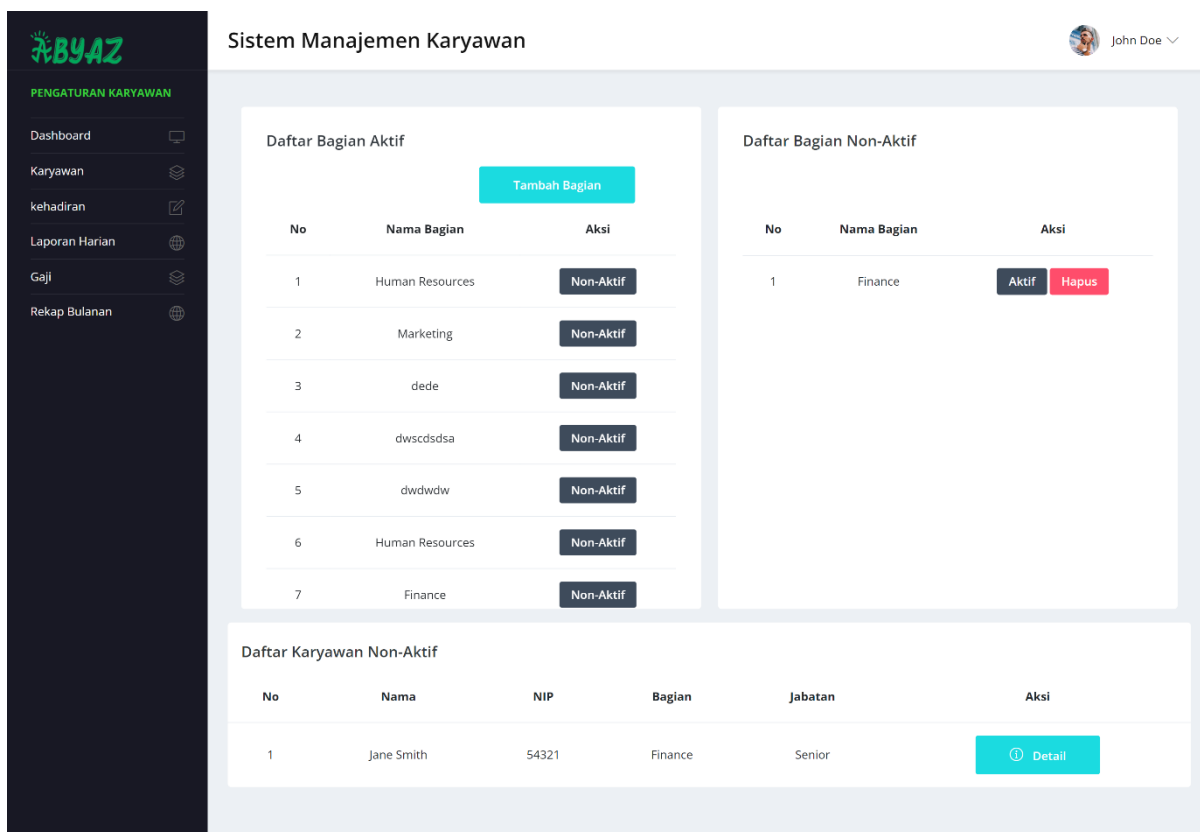 ABYAZ
Sistem Manajemen Karyawan
John Doe
PENGATURAN KARYAWAN
Dashboard
Karyawan
kehadiran
Laporan Harian
Gaji
Rekap Bulanan
Daftar Bagian Aktif
Tambah Bagian
No Nama Bagian Aksi
1 Human Resources Non-Aktif
2 Marketing Non-Aktif
3 dede Non-Aktif
4 dwscdsdsa Non-Aktif
5 dwdwdw Non-Aktif
6 Human Resources Non-Aktif
7 Finance Non-Aktif
Daftar Bagian Non-Aktif
No Nama Bagian Aksi
1 Finance Aktif Hapus
Daftar Karyawan Non-Aktif
No Nama NIP Bagian Jabatan Aksi
1 Jane Smith 54321 Finance Senior Detail